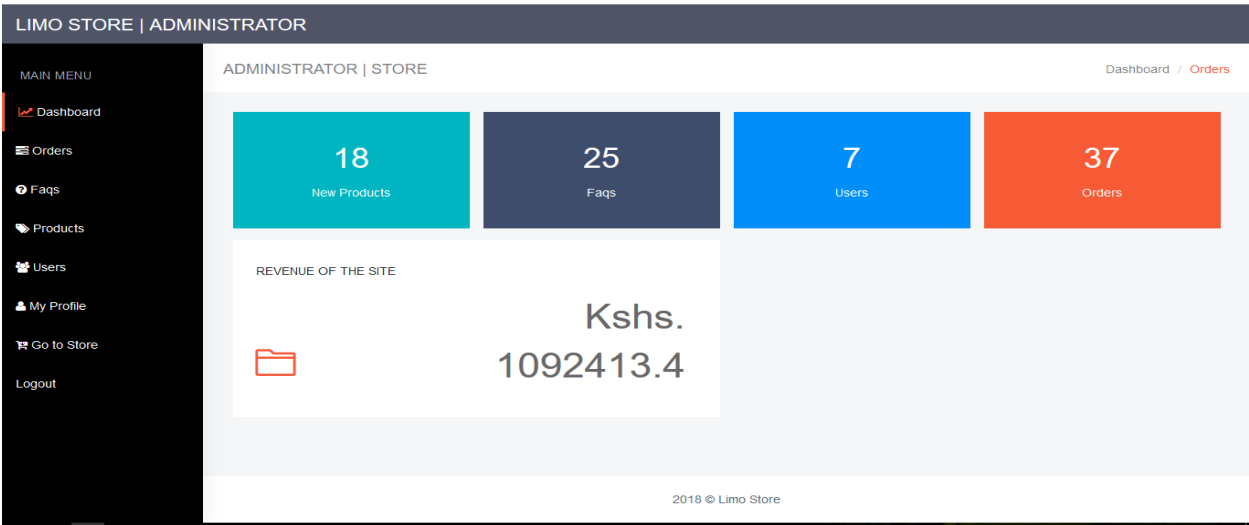 LIMO STORE | ADMINISTRATOR
MAIN MENU
Dashboard
Orders
Faqs
Products
Users
My Profile
Go to Store
Logout
ADMINISTRATOR | STORE
Dashboard / Orders
18
New Products
25
Faqs
7
Users
37
Orders
REVENUE OF THE SITE
Kshs.
1092413.4
2018 © Limo Store